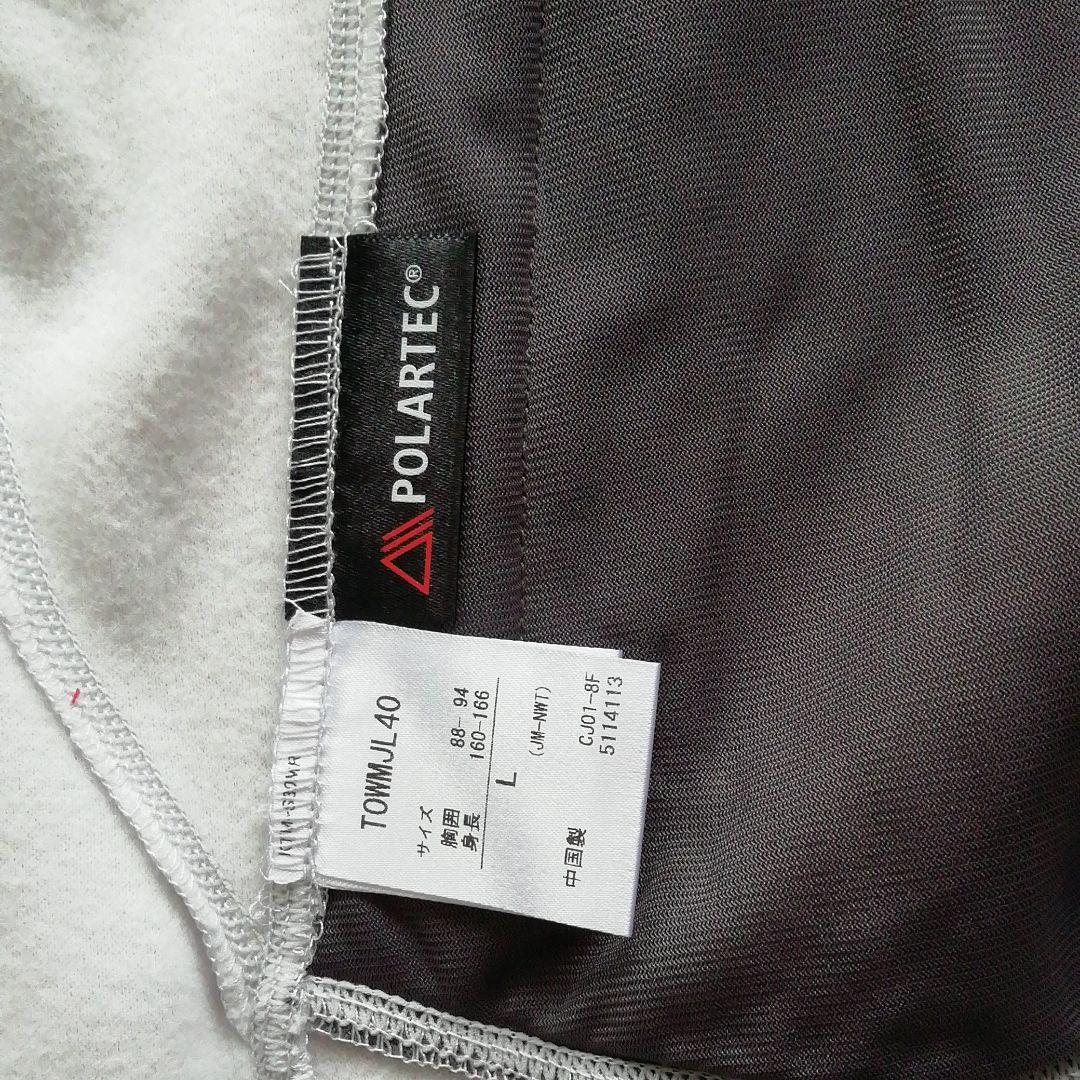 POLARTEC®
TOWMJL40
サイズ
胸囲 88- 94
身長 160-166
L
(JM-NWT)
CJ01-8F
中国製 5114113